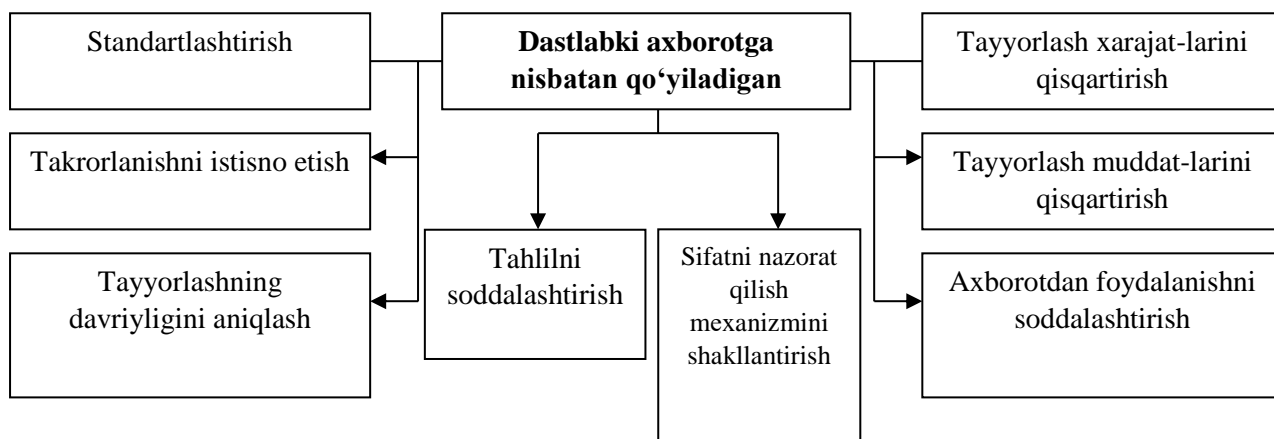 Standartlashtirish
Dastlabki axborotga
nisbatan qo‘yiladigan
Tayyorlash xarajat-larini
qisqartirish
Takrorlanishni istisno etish
Tayyorlash muddat-larini
qisqartirish
Tayyorlashning
davriyligini aniqlash
Tahlilni
soddalashtirish
Sifatni nazorat
qilish
mexanizmini
shakllantirish
Axborotdan foydalanishni
soddalashtirish